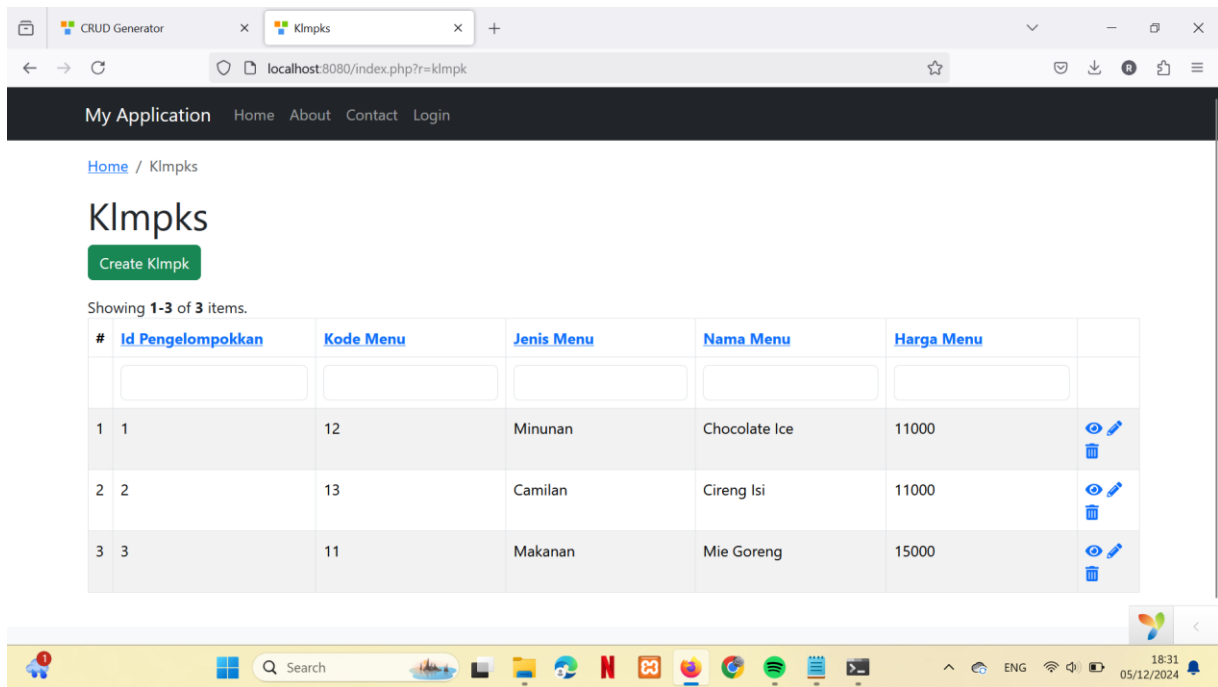 CRUD Generator
Klmpks
localhost:8080/index.php?r=klmpk
R
My Application Home About Contact Login
Home / Klmpks
Klmpks
Create Klmpk
Showing 1-3 of 3 items.
# Id Pengelompokkan Kode Menu Jenis Menu Nama Menu Harga Menu
1 1 12 Minunan Chocolate Ice 11000
2 2 13 Camilan Cireng Isi 11000
3 3 11 Makanan Mie Goreng 15000
1 Search N ENG 18:31
05/12/2024